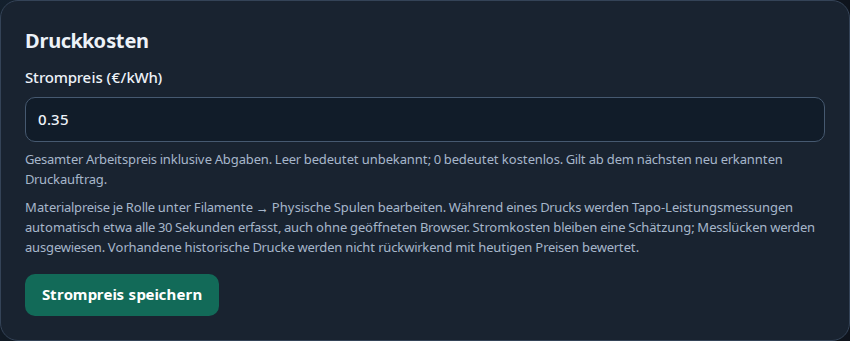 Druckkosten
Strompreis (€/kWh)
0.35
Gesamter Arbeitspreis inklusive Abgaben. Leer bedeutet unbekannt; 0 bedeutet kostenlos. Gilt ab dem nächsten neu erkannten
Druckauftrag.
Materialpreise je Rolle unter Filamente → Physische Spulen bearbeiten. Während eines Drucks werden Tapo-Leistungsmessungen
automatisch etwa alle 30 Sekunden erfasst, auch ohne geöffneten Browser. Stromkosten bleiben eine Schätzung; Messlücken werden
ausgewiesen. Vorhandene historische Drucke werden nicht rückwirkend mit heutigen Preisen bewertet.
Strompreis speichern